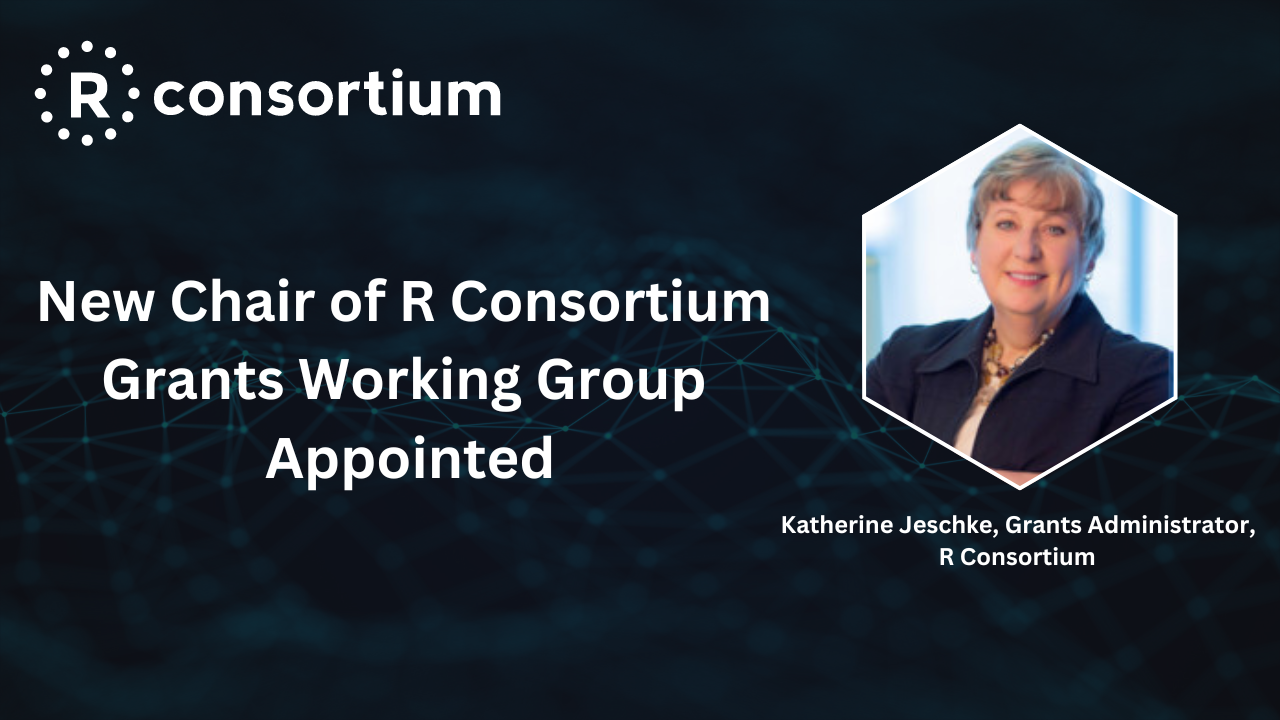 R consortium
New Chair of R Consortium
Grants Working Group
Appointed
Katherine Jeschke, Grants Administrator,
R Consortium